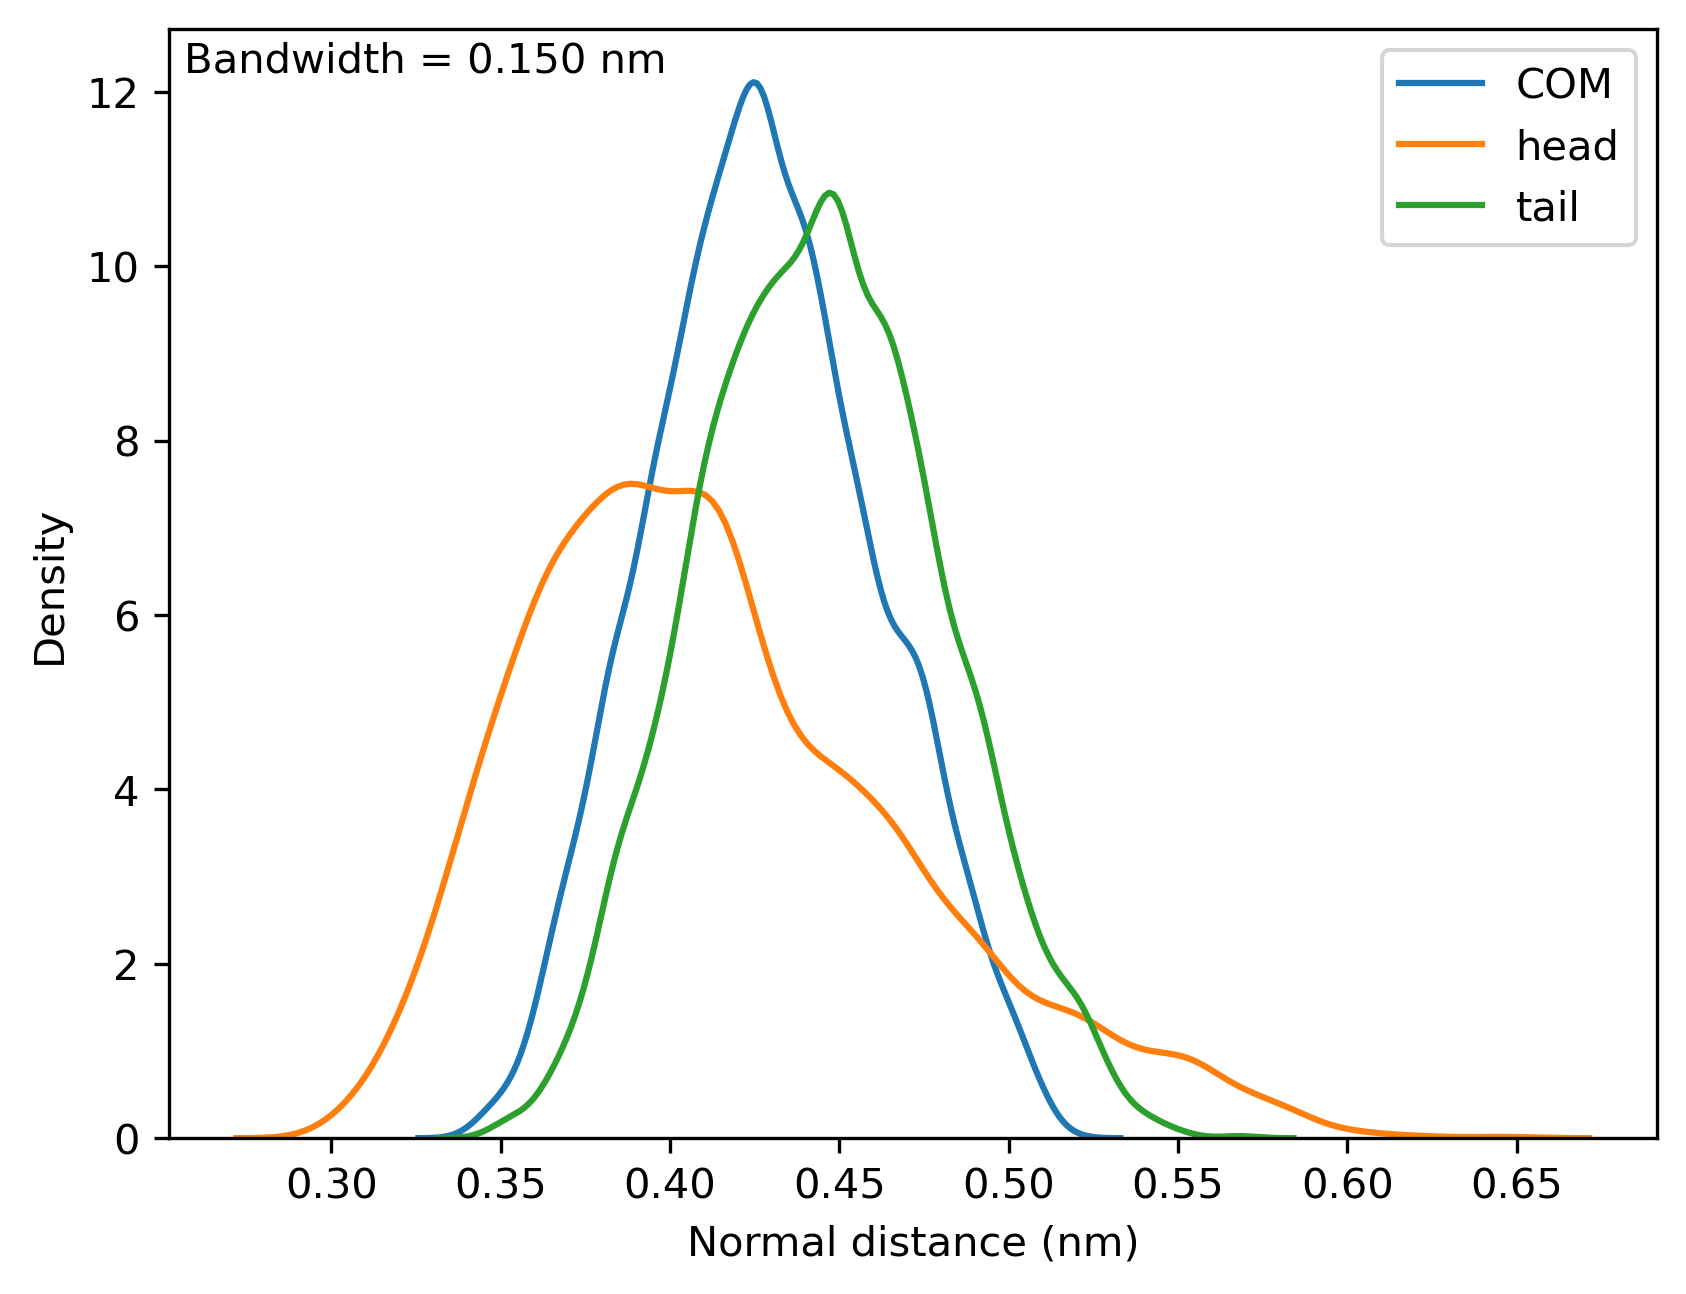 Bandwidth = 0.150 nm
COM
head
tail
12
10
8
6
4
2
0
Density
0.30 0.35 0.40 0.45 0.50 0.55 0.60 0.65
Normal distance (nm)